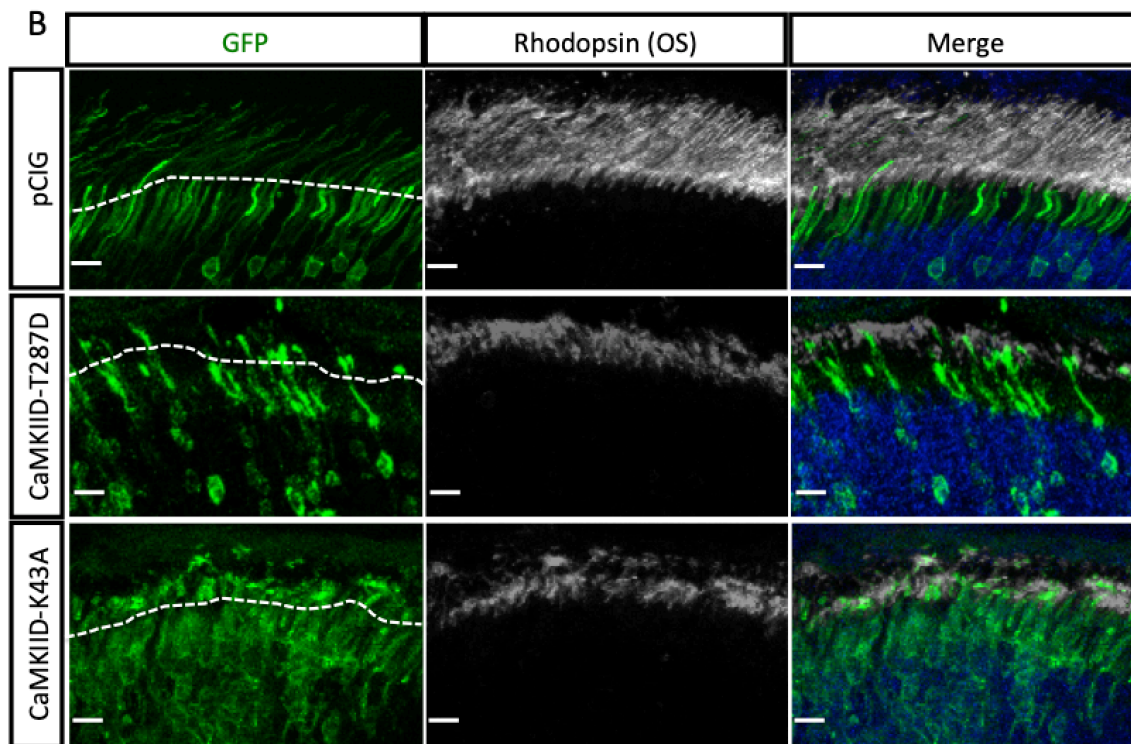 B
GFP
Rhodopsin (OS)
Merge
pCIG
CaMKIID-T287D
CaMKIID-K43A